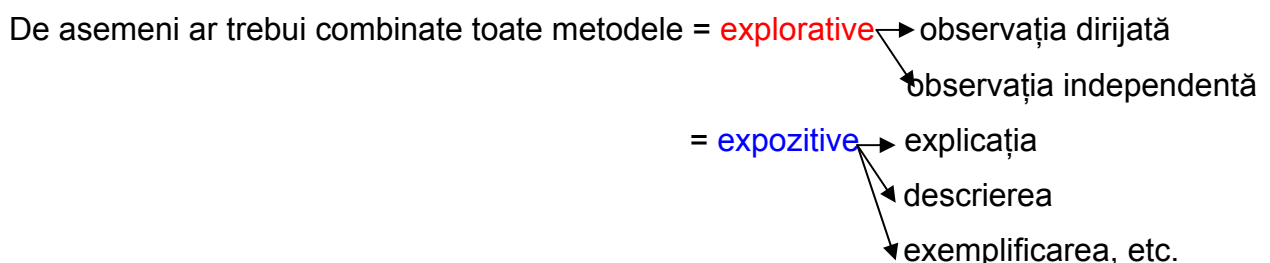 De asemeni ar trebui combinate toate metodele = explorative observația dirijată
observația independentă
= expozitive explicația
descrierea
exemplificarea, etc.